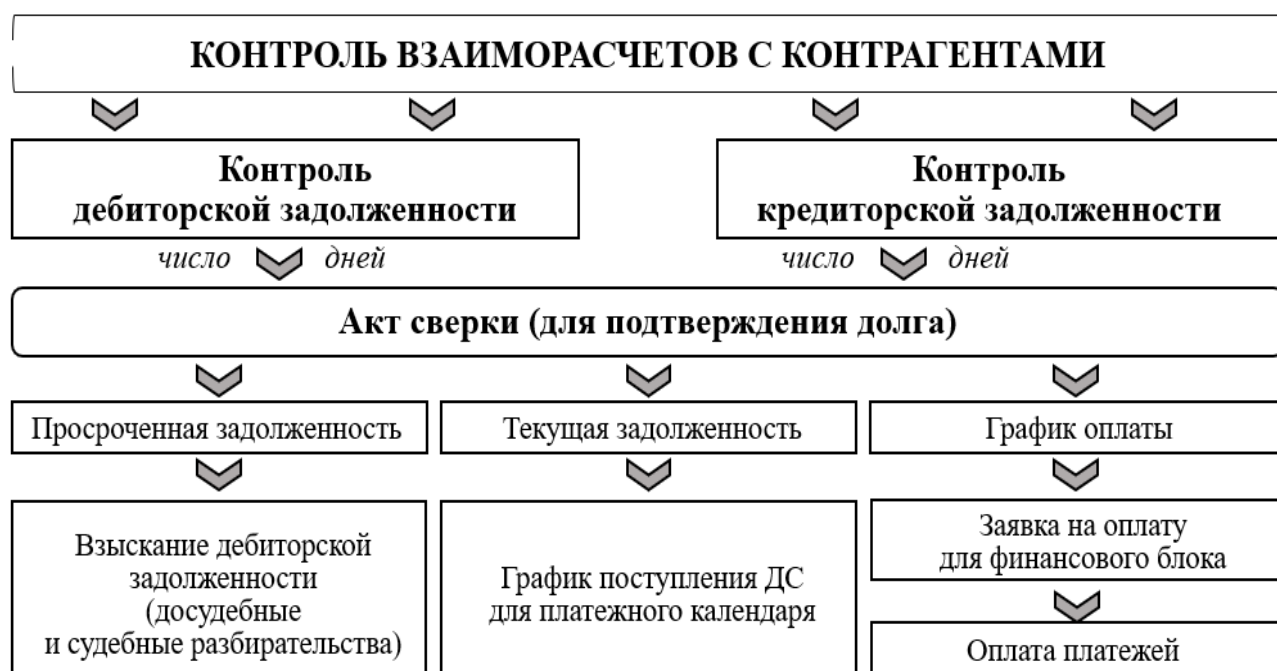 КОНТРОЛЬ ВЗАИМОРАСЧЕТОВ С КОНТРАГЕНТАМИ
Контроль
дебиторской задолженности
Контроль
кредиторской задолженности
число дней
число дней
Акт сверки (для подтверждения долга)
Просроченная задолженность
Текущая задолженность
График оплаты
Взыскание дебиторской
задолженности
(досудебные
и судебные разбирательства)
График поступления ДС
для платежного календаря
Заявка на оплату
для финансового блока
Оплата платежей